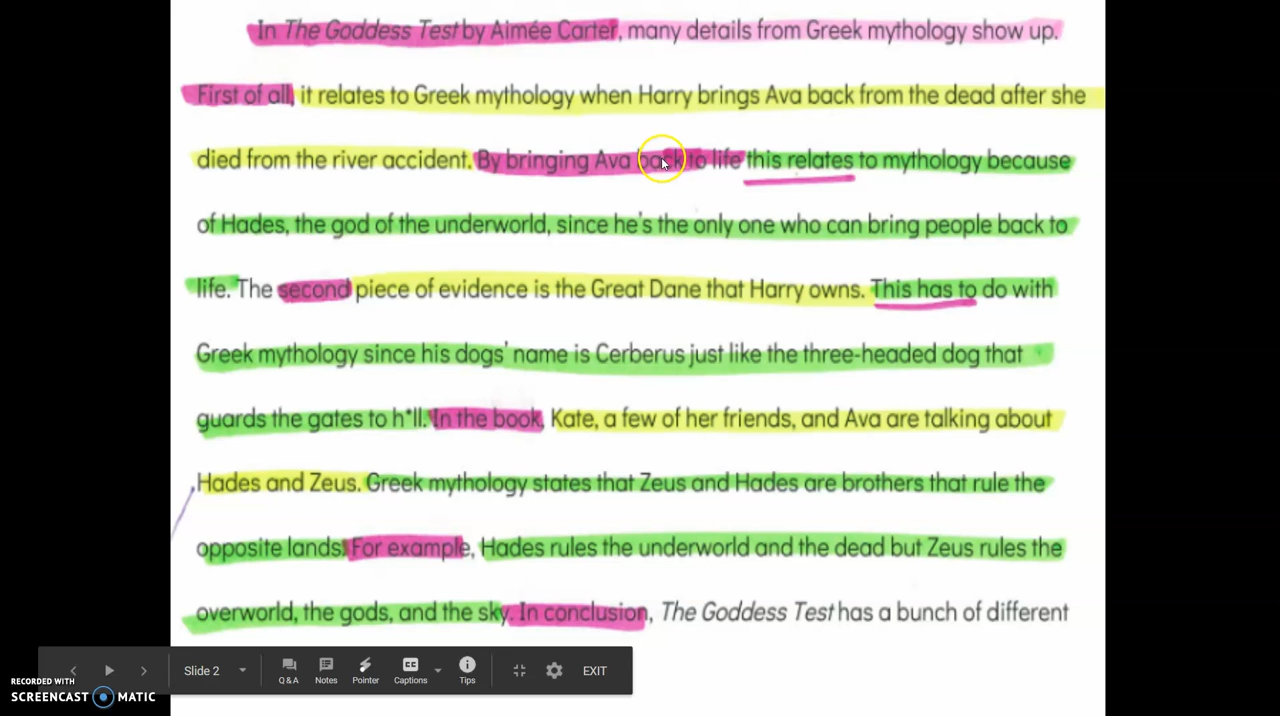 In The Goddess Test by Aimée Carter, many details from Greek mythology show up.
First of all, it relates to Greek mythology when Harry brings Ava back from the dead after she
died from the river accident. By bringing Ava back to life this relates to mythology because
of Hades, the god of the underworld, since he's the only one who can bring people back to
life. The second piece of evidence is the Great Dane that Harry owns. This has to do with
Greek mythology since his dogs' name is Cerberus just like the three-headed dog that
guards the gates to h*ll. In the book, Kate, a few of her friends, and Ava are talking about
Hades and Zeus. Greek mythology states that Zeus and Hades are brothers that rule the
opposite lands. For example, Hades rules the underworld and the dead but Zeus rules the
overworld, the gods, and the sky. In conclusion, The Goddess Test has a bunch of different
Slide 2
Q & A
Notes
Pointer
Captions
Tips
EXIT
RECORDED WITH
SCREENCAST MATIC